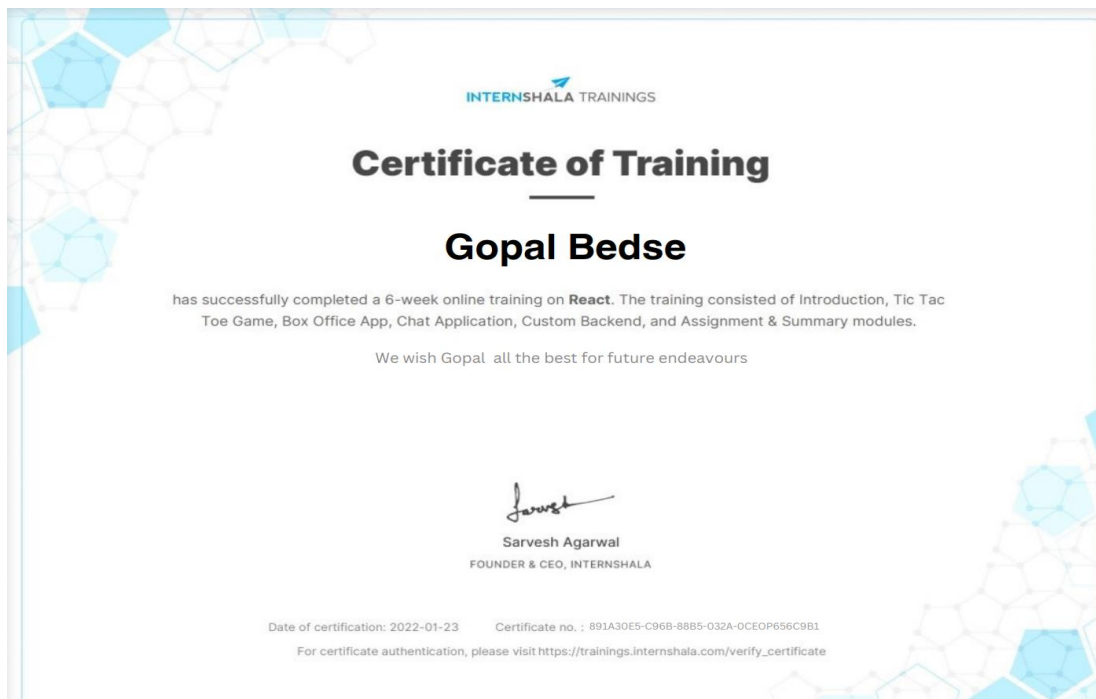 INTERNSHALA TRAININGS
Certificate of Training
Gopal Bedse
has successfully completed a 6-week online training on React. The training consisted of Introduction, Tic Tac
Toe Game, Box Office App, Chat Application, Custom Backend, and Assignment & Summary modules.
We wish Gopal all the best for future endeavours
Sarvesh
Sarvesh Agarwal
FOUNDER & CEO, INTERNSHALA
Date of certification: 2022-01-23 Certificate no. : 891A30E5-C96B-88B5-032A-0CEOP656C9B1
For certificate authentication, please visit https://trainings.internshala.com/verify_certificate